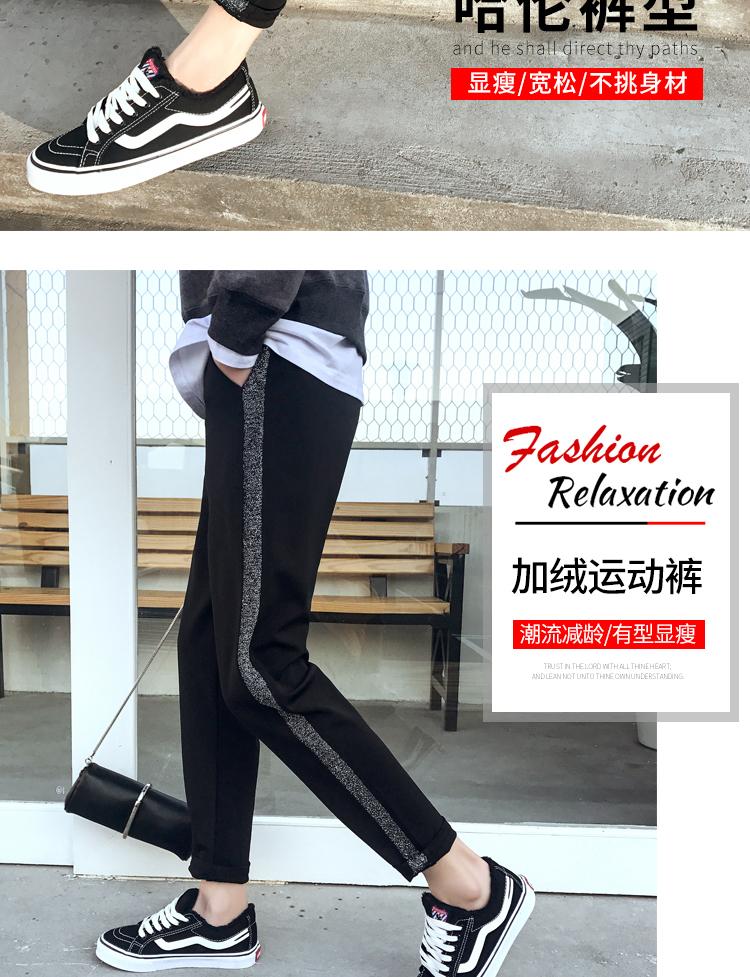 哈伦裤型
and he shall direct thy paths
显瘦/宽松/不挑身材
Fashion
Relaxation
加绒运动裤
潮流减龄/有型显瘦
TRUST IN THE LORD WITH ALL THINE HEART;
AND LEAN NOT UNTO THINE OWN UNDERSTANDING.